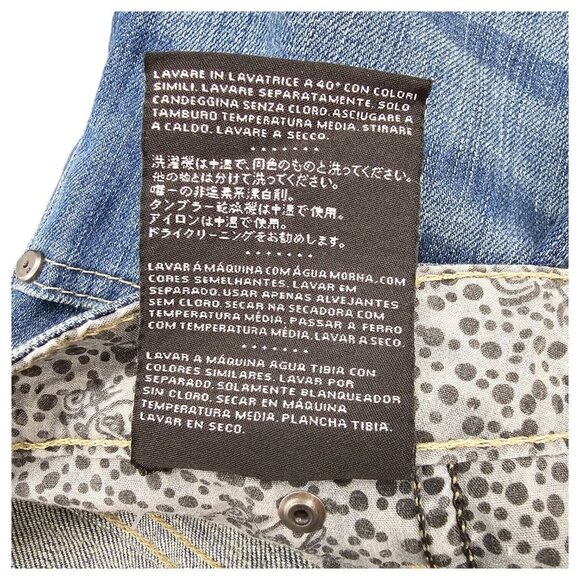 LAVARE IN LAVATRICE A 40° CON COLORI
SIMILI. LAVARE SEPARATAMENTE. SOLO
CANDEGGINA SENZA CLORO. ASCIUGARE A
TAMBURO TEMPERATURA MEDIA. STIRARE
A CALDO. LAVARE A SECCO.
洗濯機は中温で、同色のものと洗ってください。
他の物とは分けて洗ってください。
唯一の非塩素系漂白剤。
タンブラー乾燥機は中温で使用。
アイロンは中温で使用。
ドライクリーニングをお勧めします。
LAVAR À MÁQUINA COM ÁGUA MORNA, COM
CORES SEMELHANTES. LAVAR EM
SEPARADO. USAR APENAS ALVEJANTES
SEM CLORO. SECAR NA SECADORA COM
TEMPERATURA MÉDIA. PASSAR A FERRO
COM TEMPERATURA MÉDIA. LAVAR A SECO.
LAVAR A MÁQUINA AGUA TIBIA CON
COLORES SIMILARES. LAVAR POR
SEPARADO. SOLAMENTE BLANQUEADOR
SIN CLORO. SECAR EN MÁQUINA
TEMPERATURA MEDIA. PLANCHA TIBIA.
LAVAR EN SECO.